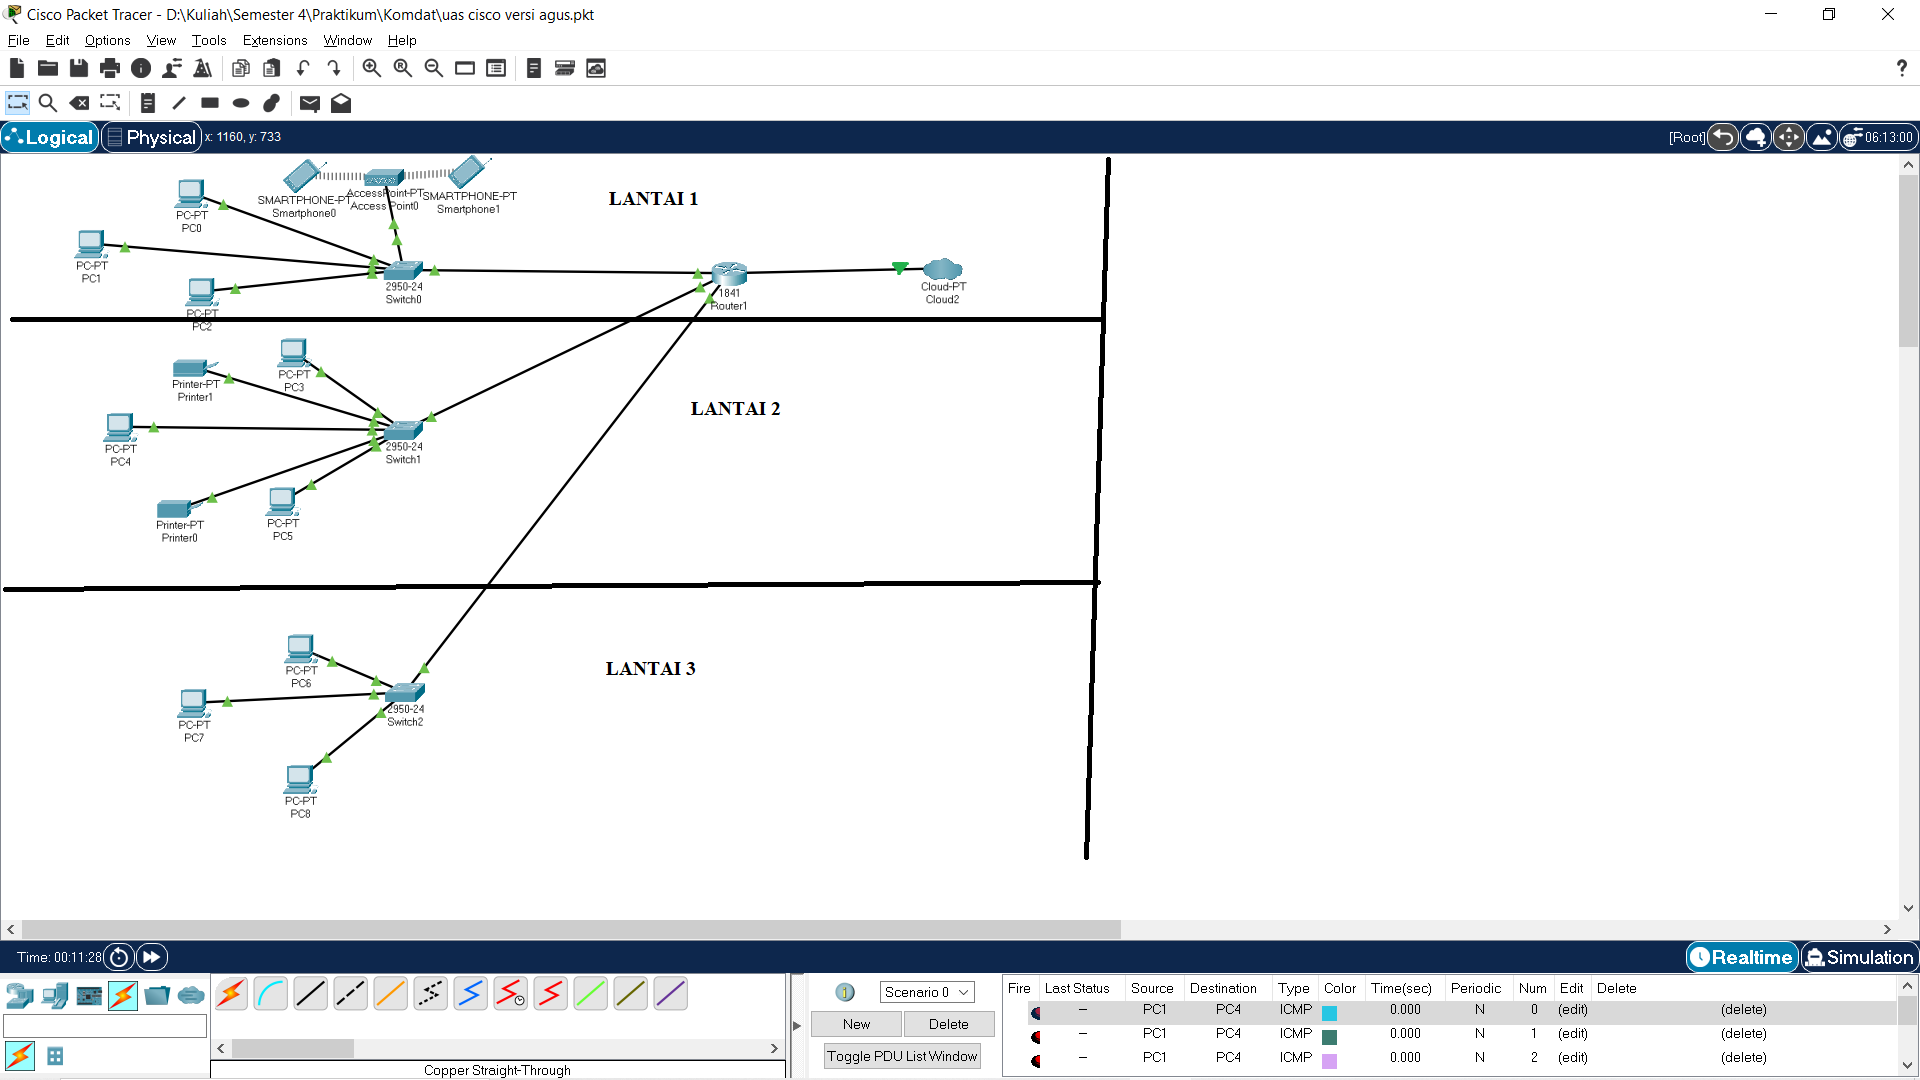 Cisco Packet Tracer - D:\Kuliah\Semester 4\Praktikum\Komdat\uas cisco versi agus.pkt
File Edit Options View Tools Extensions Window Help
?
Logical Physical x: 1160, y: 733 [Root] 06:13:00
SMARTPHONE-PT
Smartphone0
AccessPoint-PT
Access Point0
SMARTPHONE-PT
Smartphone1
LANTAI 1
PC-PT
PC0
PC-PT
PC1
PC-PT
PC2
2950-24
Switch0
1841
Router1
Cloud-PT
Cloud2
PC-PT
PC3
Printer-PT
Printer1
LANTAI 2
PC-PT
PC4
2950-24
Switch1
Printer-PT
Printer0
PC-PT
PC5
PC-PT
PC6
LANTAI 3
PC-PT
PC7
2950-24
Switch2
PC-PT
PC8
Time: 00:11:28 Realtime Simulation
Scenario 0
New Delete
Toggle PDU List Window
Copper Straight-Through
Fire Last Status Source Destination Type Color Time(sec) Periodic Num Edit Delete
-- PC1 PC4 ICMP 0.000 N 0 (edit) (delete)
-- PC1 PC4 ICMP 0.000 N 1 (edit) (delete)
-- PC1 PC4 ICMP 0.000 N 2 (edit) (delete)